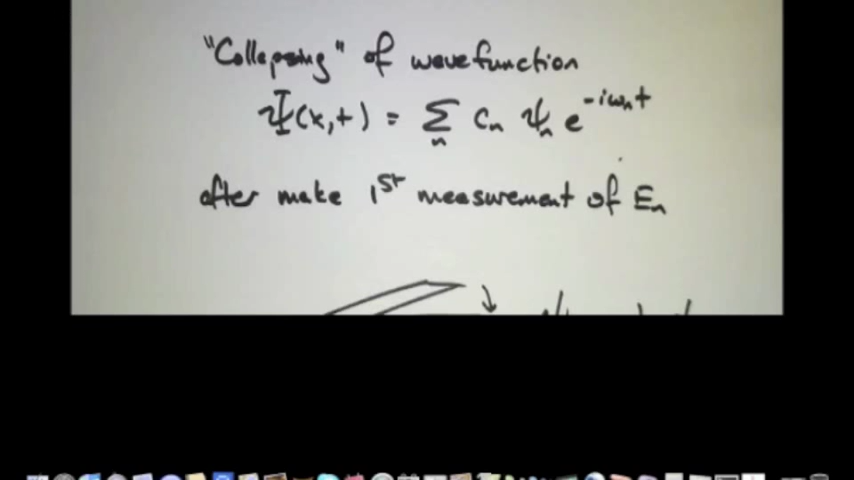 "Collapsing" of wavefunction
Ψ(x,t) = Σ_n c_n ψ_n e^{-iω_n t}
after make 1st measurement of E_n